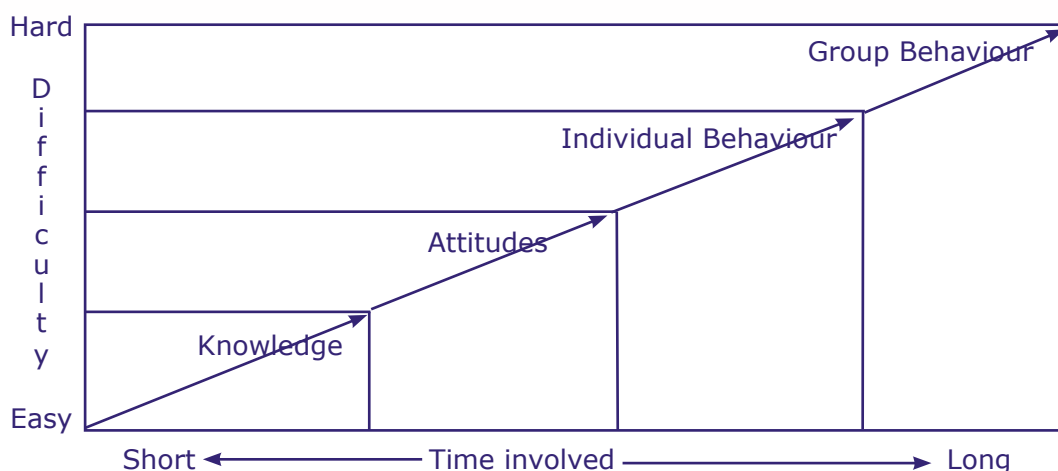 Hard
Group Behaviour
Difficulty
Individual Behaviour
Attitudes
Knowledge
Easy
Short Time involved Long